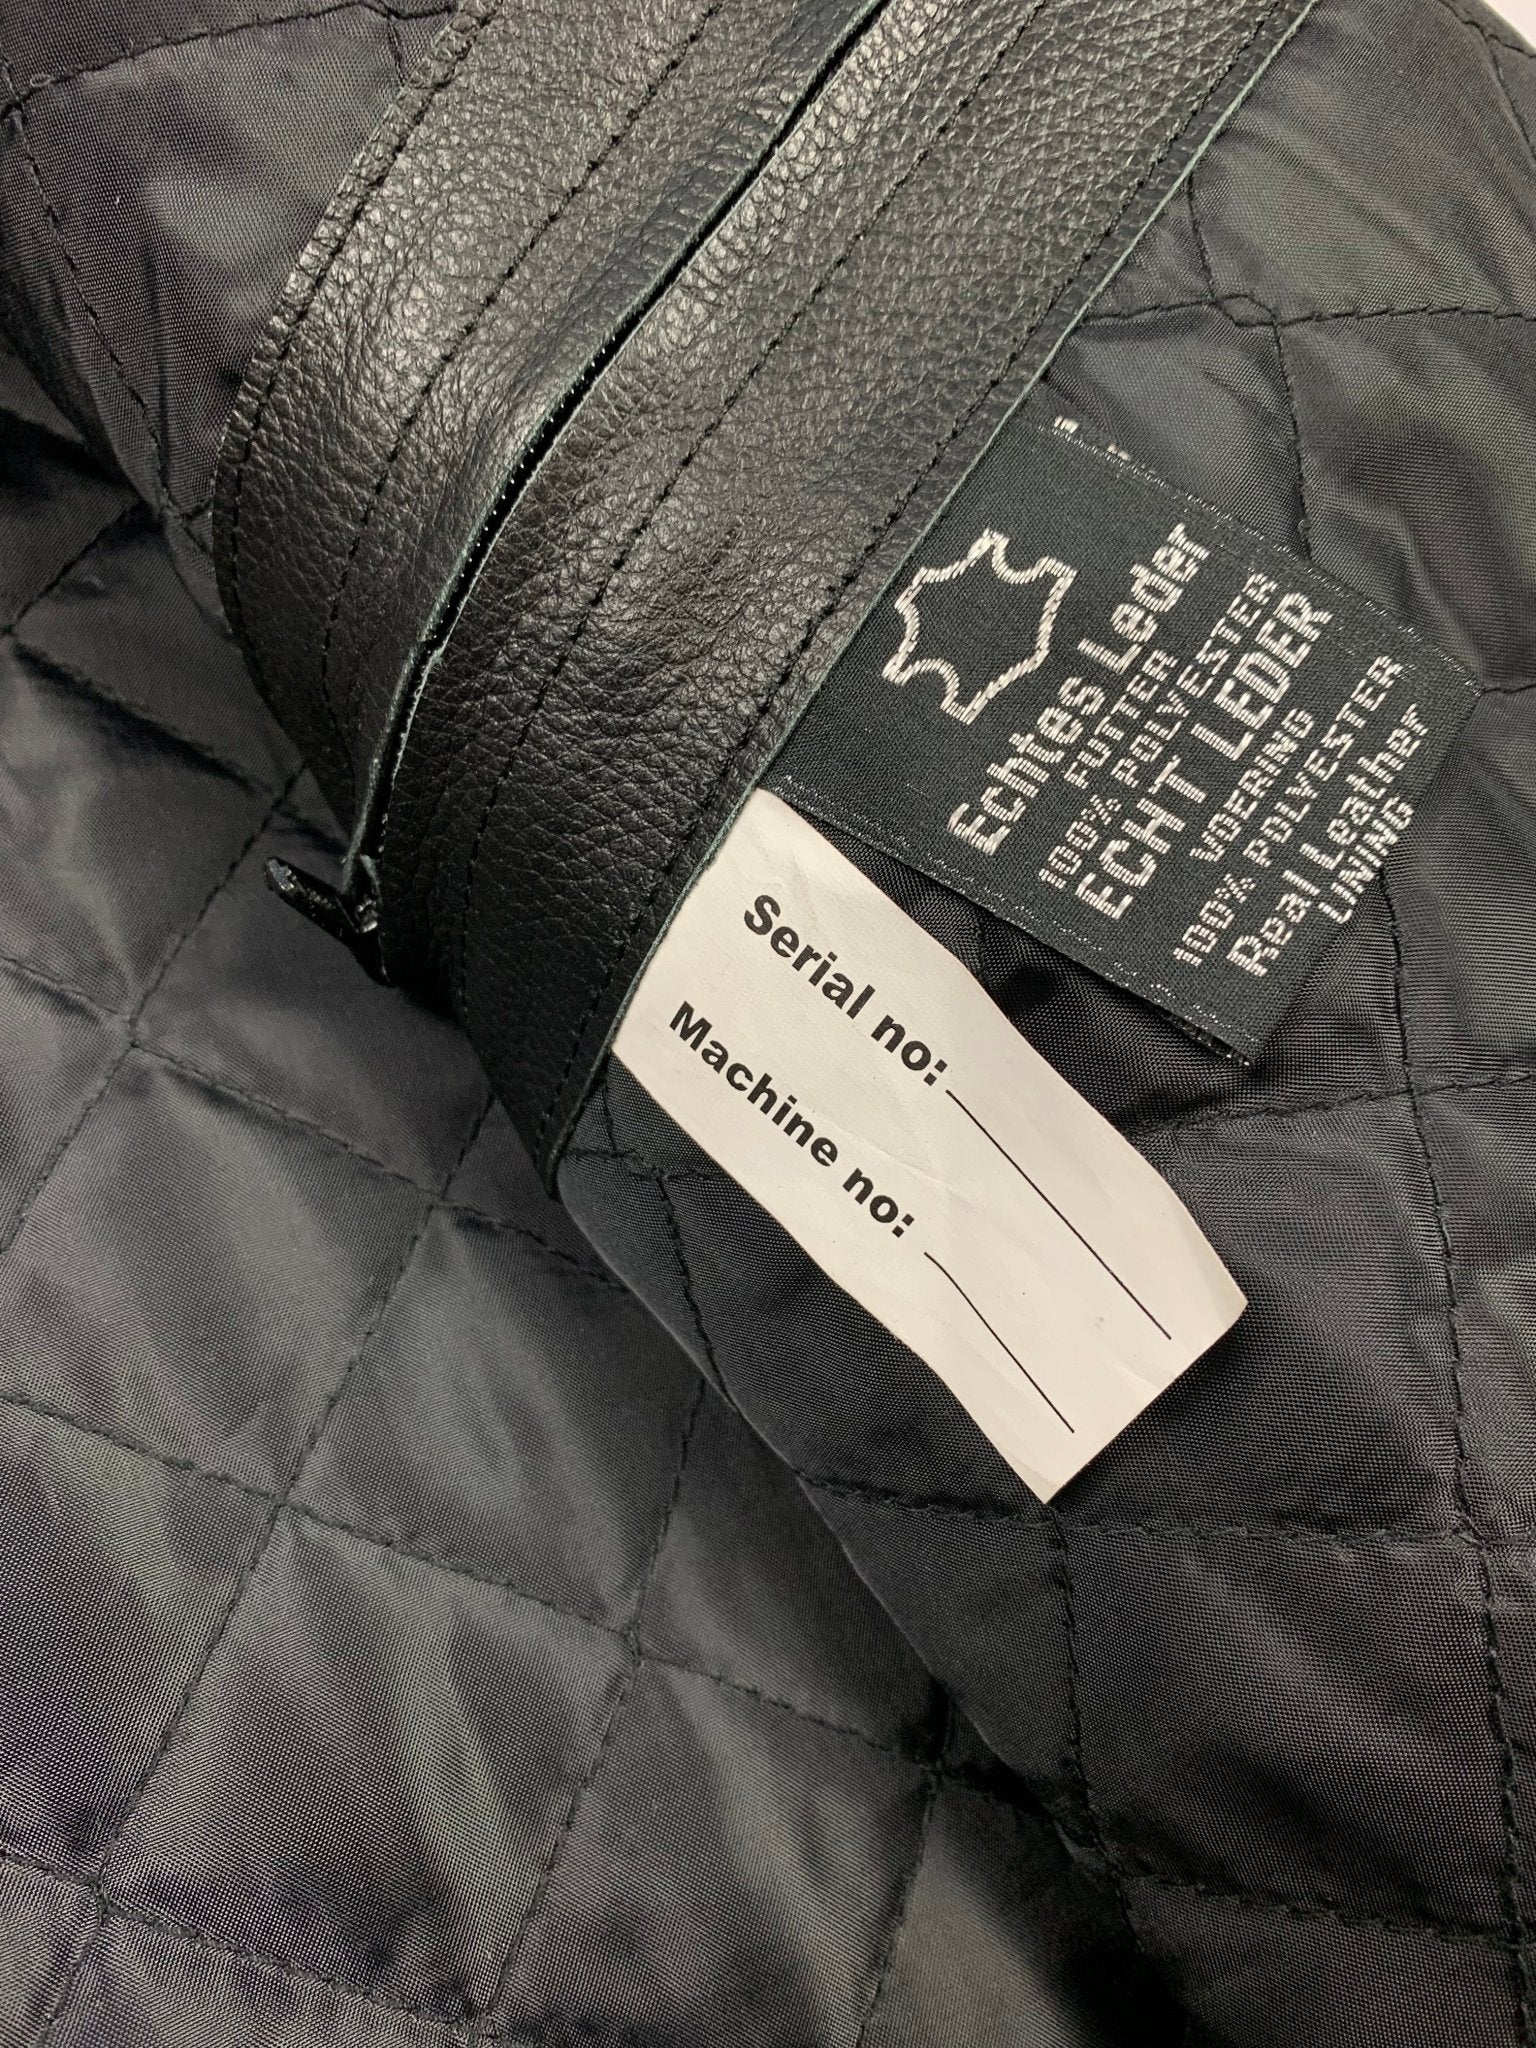 Echtes Leder
FUTTER
100% POLYESTER
ECHT LEDER
VOERING
100% POLYESTER
Real Leather
LINING
Serial no:
Machine no: